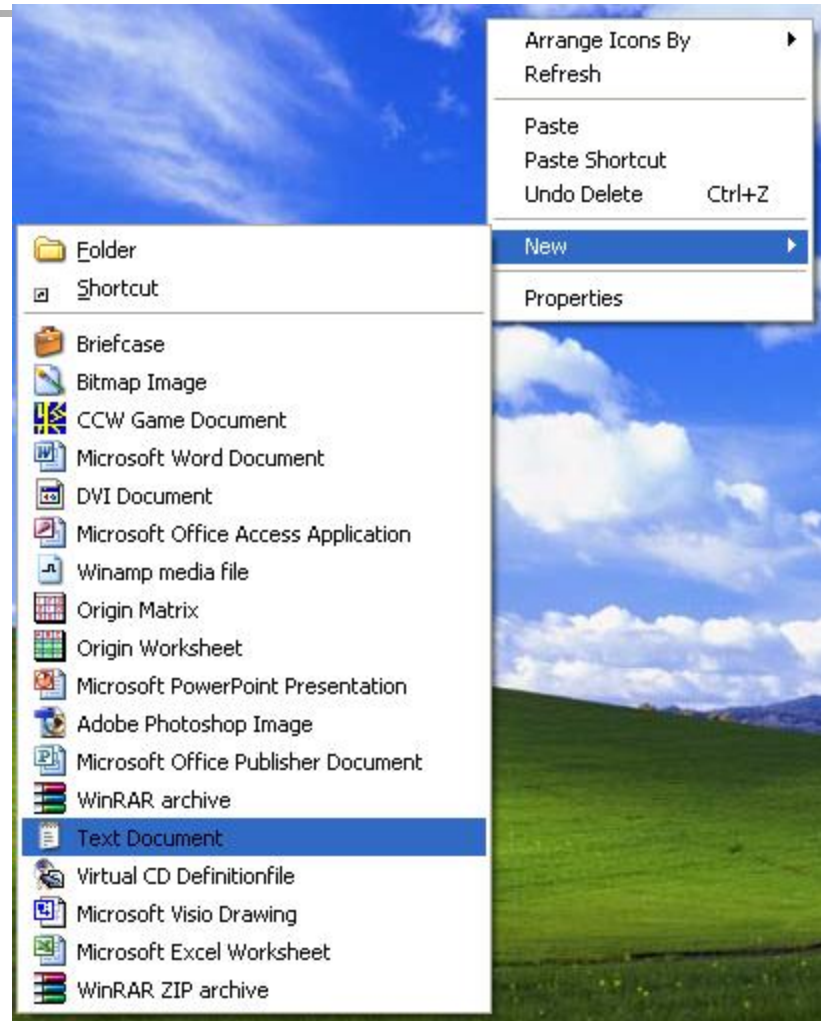 Arrange Icons By
Refresh
Paste
Paste Shortcut
Undo Delete Ctrl+Z
New
Properties
Folder
Shortcut
Briefcase
Bitmap Image
CCW Game Document
Microsoft Word Document
DVI Document
Microsoft Office Access Application
Winamp media file
Origin Matrix
Origin Worksheet
Microsoft PowerPoint Presentation
Adobe Photoshop Image
Microsoft Office Publisher Document
WinRAR archive
Text Document
Virtual CD Definitionfile
Microsoft Visio Drawing
Microsoft Excel Worksheet
WinRAR ZIP archive